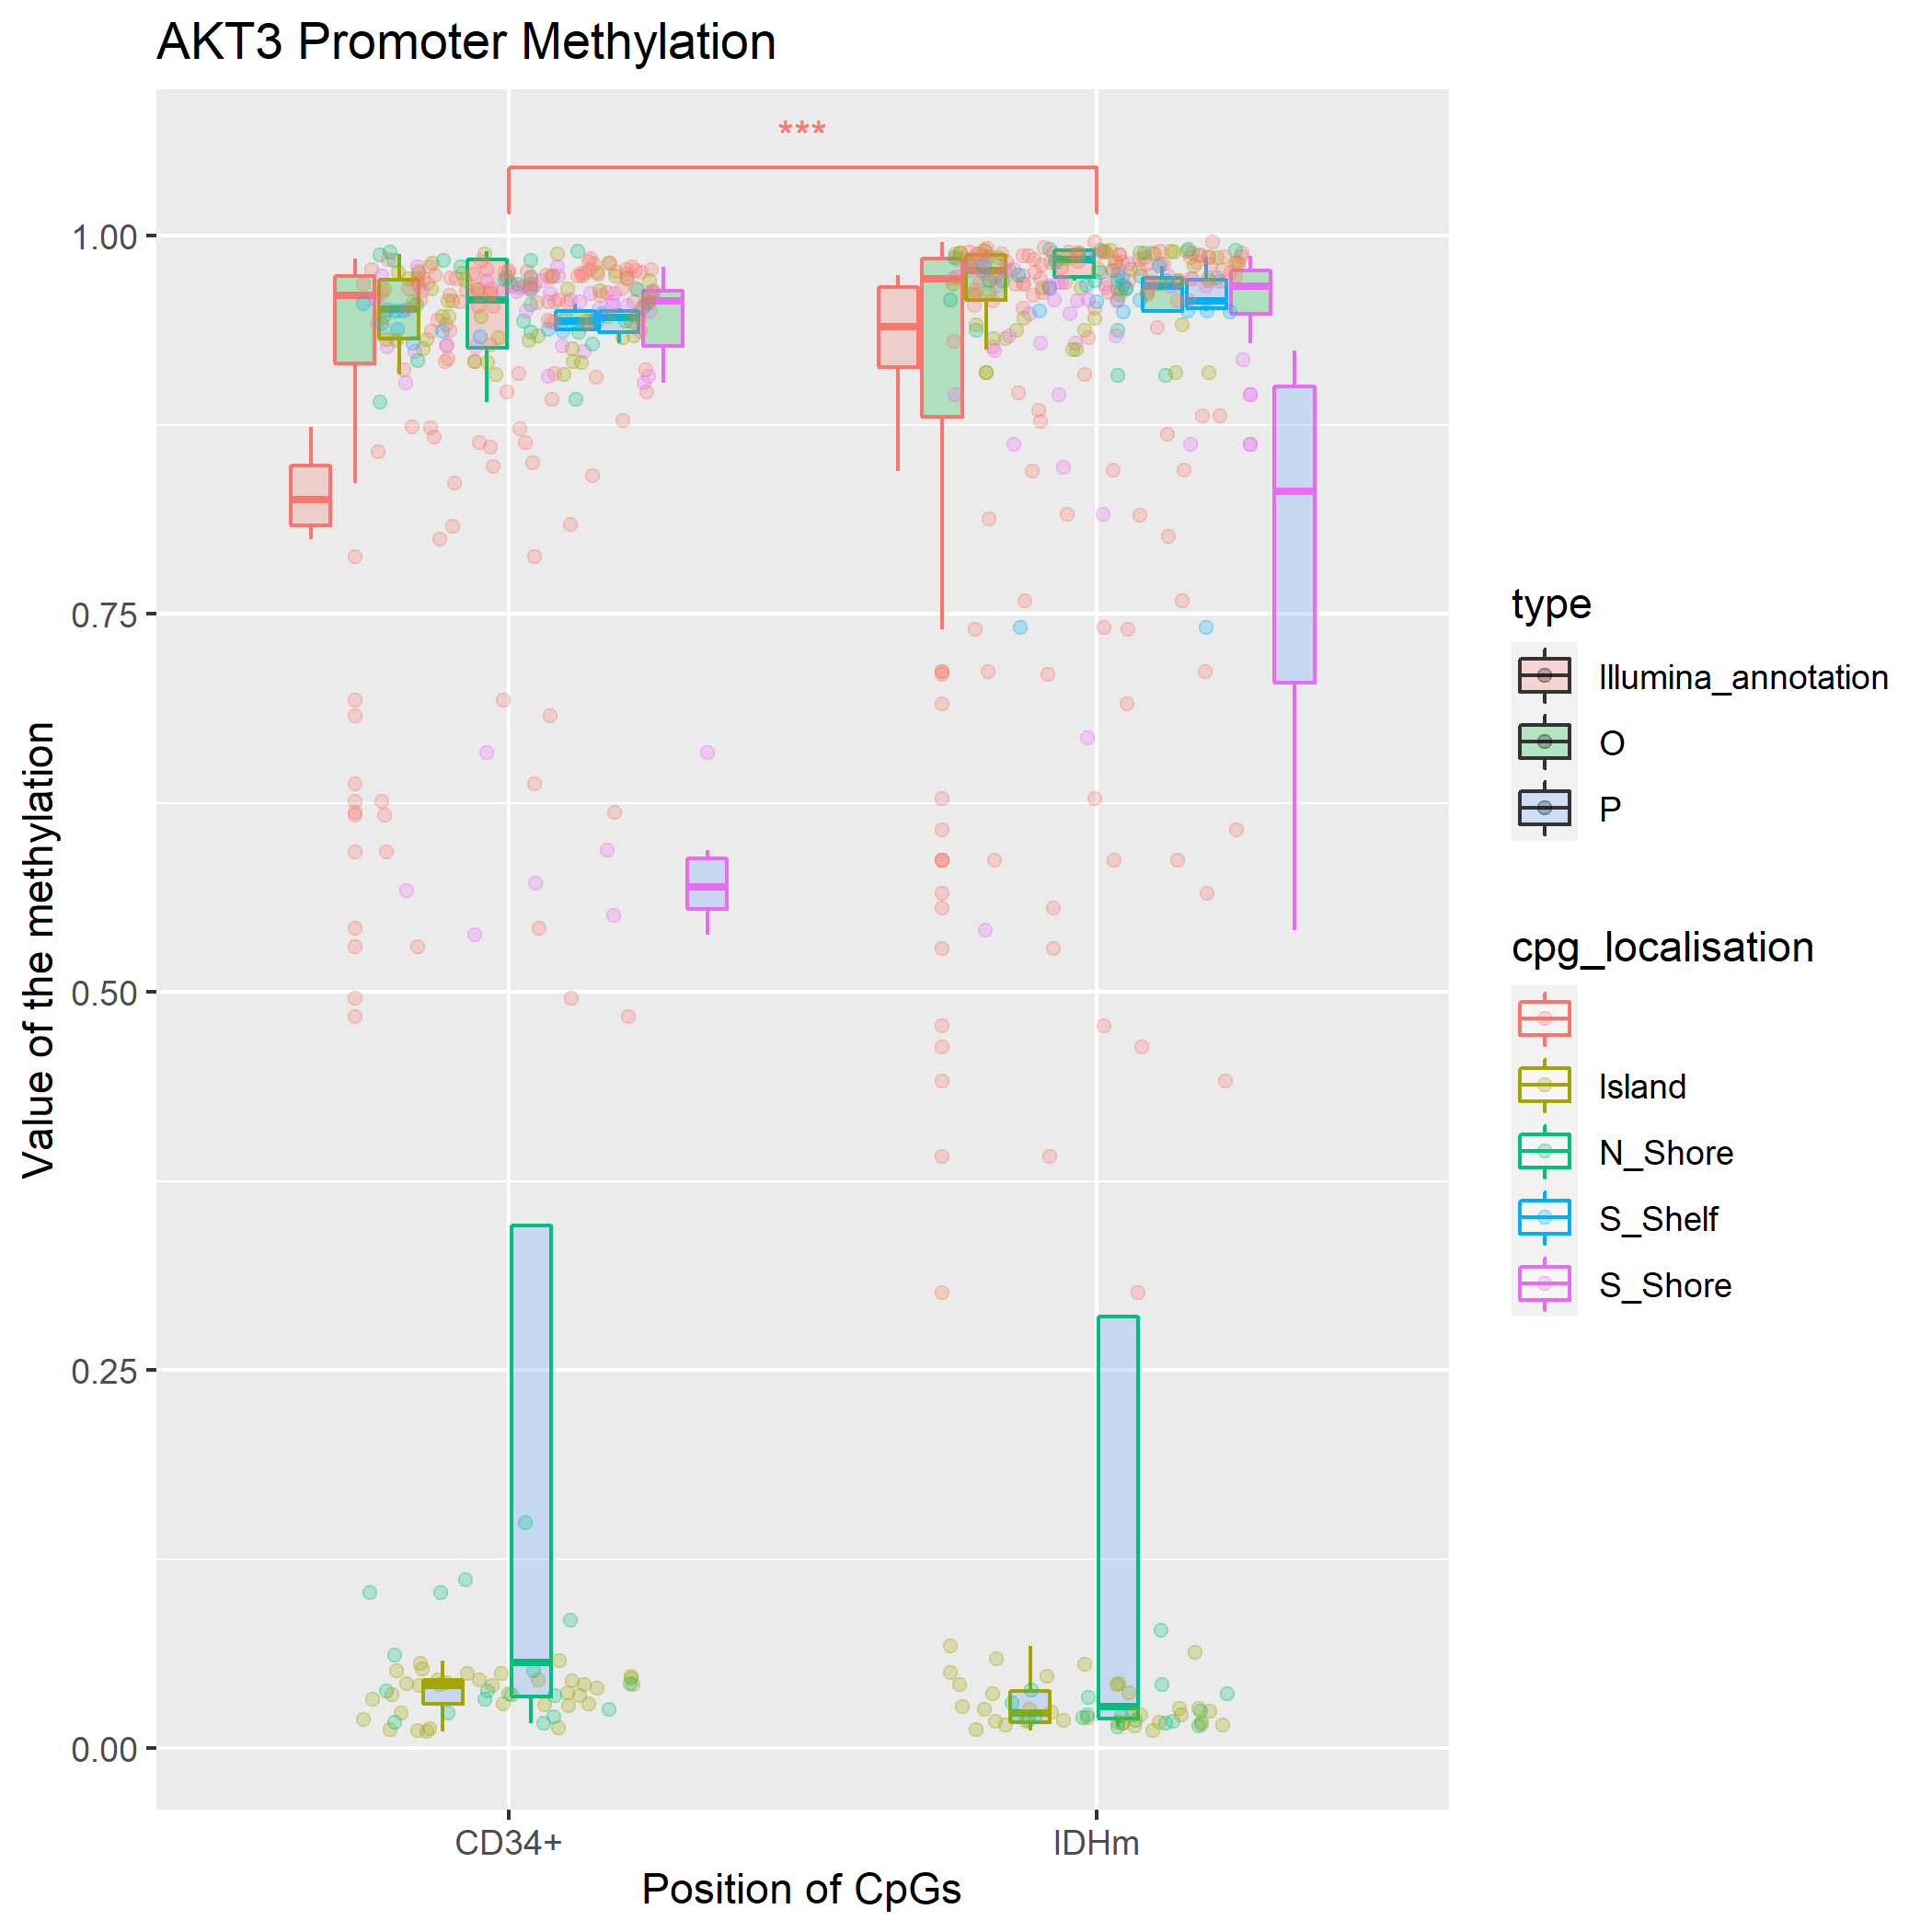 AKT3 Promoter Methylation
***
1.00
0.75
0.50
0.25
0.00
Value of the methylation
CD34+
IDHm
Position of CpGs
type
Illumina_annotation
O
P
cpg_localisation
Island
N_Shore
S_Shelf
S_Shore